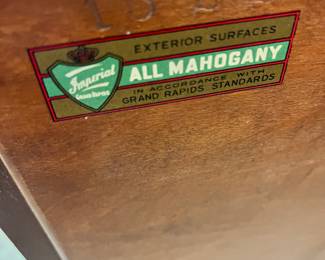 EXTERIOR SURFACES
Imperial
ALL MAHOGANY
IN ACCORDANCE WITH
GRAND RAPIDS STANDARDS